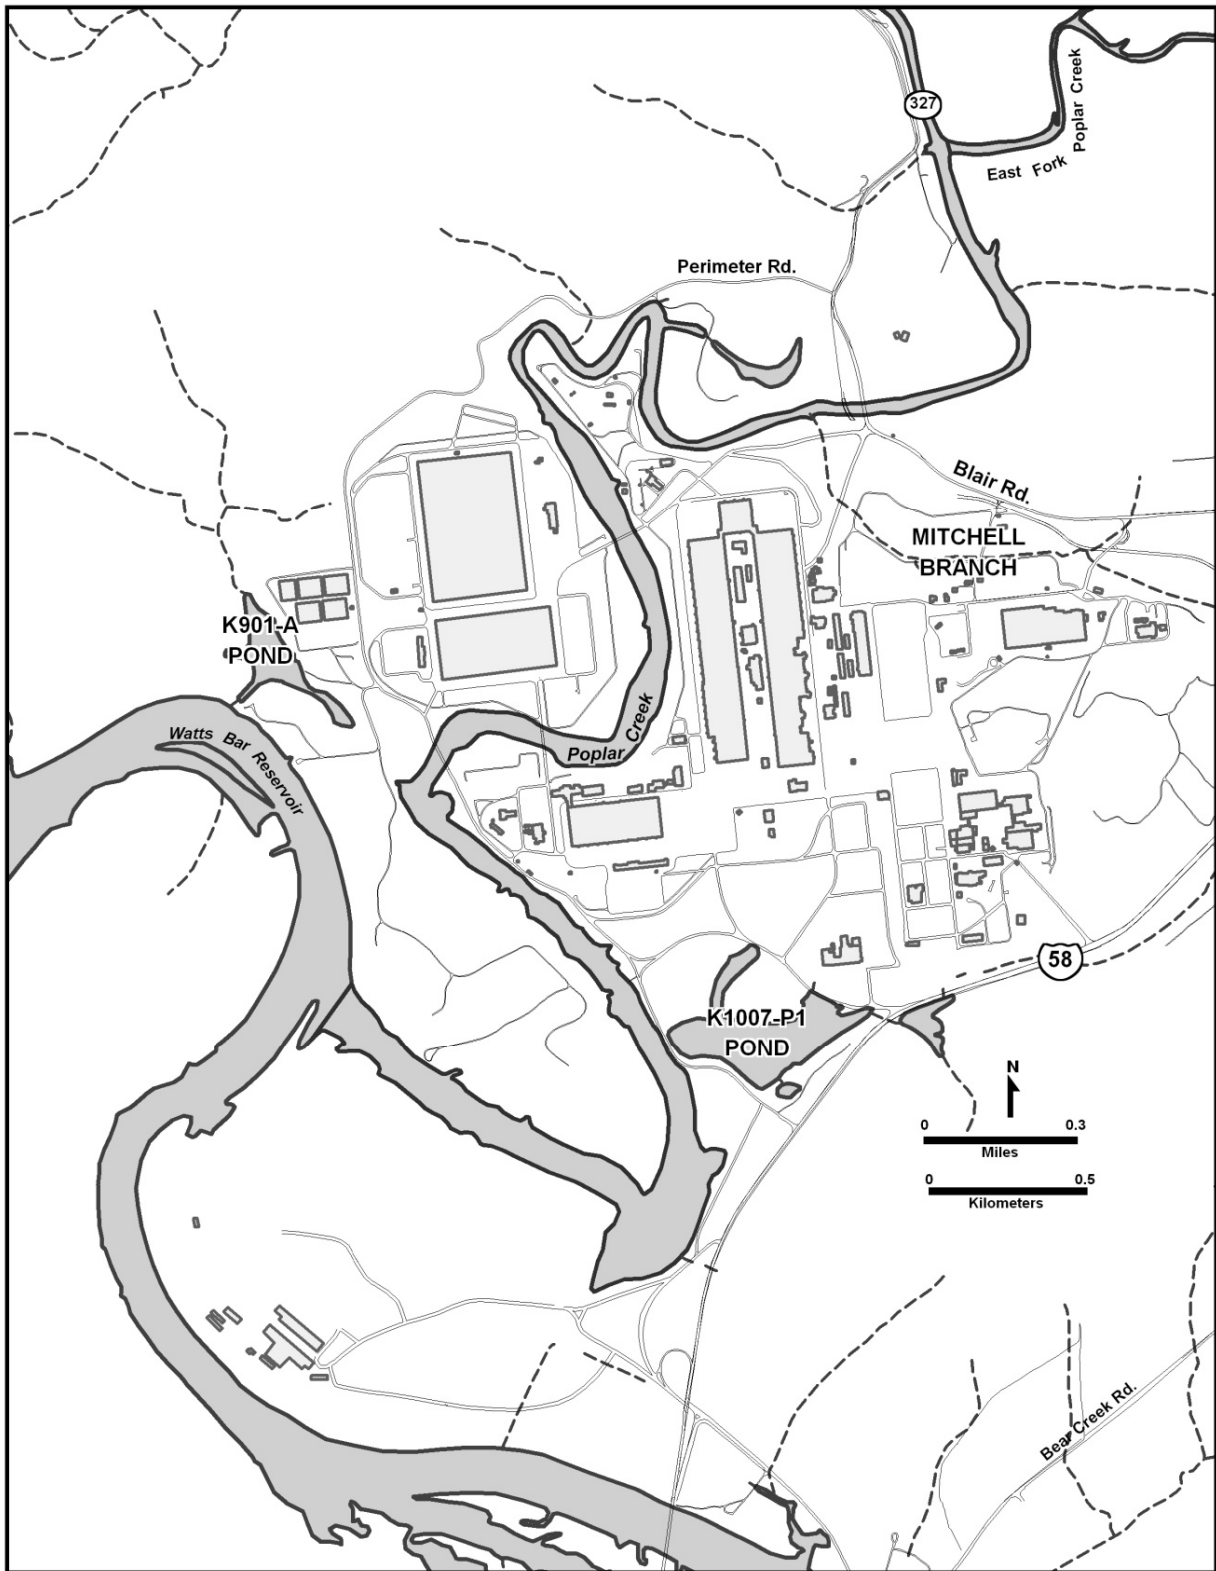 327
East Fork Poplar Creek
Perimeter Rd.
Blair Rd.
MITCHELL
BRANCH
K901-A
POND
Watts Bar Reservoir
Poplar Creek
58
K1007-P1
POND
N
0 0.3
Miles
0 0.5
Kilometers
Bear Creek Rd.